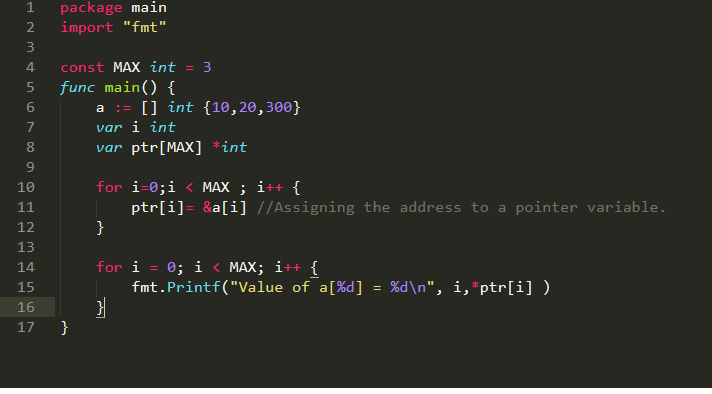 1 package main
2 import "fmt"
3
4 const MAX int = 3
5 func main() {
6     a := [] int {10,20,300}
7     var i int
8     var ptr[MAX] *int
9
10     for i=0;i < MAX ; i++ {
11         ptr[i]= &a[i] //Assigning the address to a pointer variable.
12     }
13
14     for i = 0; i < MAX; i++ {
15         fmt.Printf("Value of a[%d] = %d\n", i,*ptr[i] )
16     }
17 }